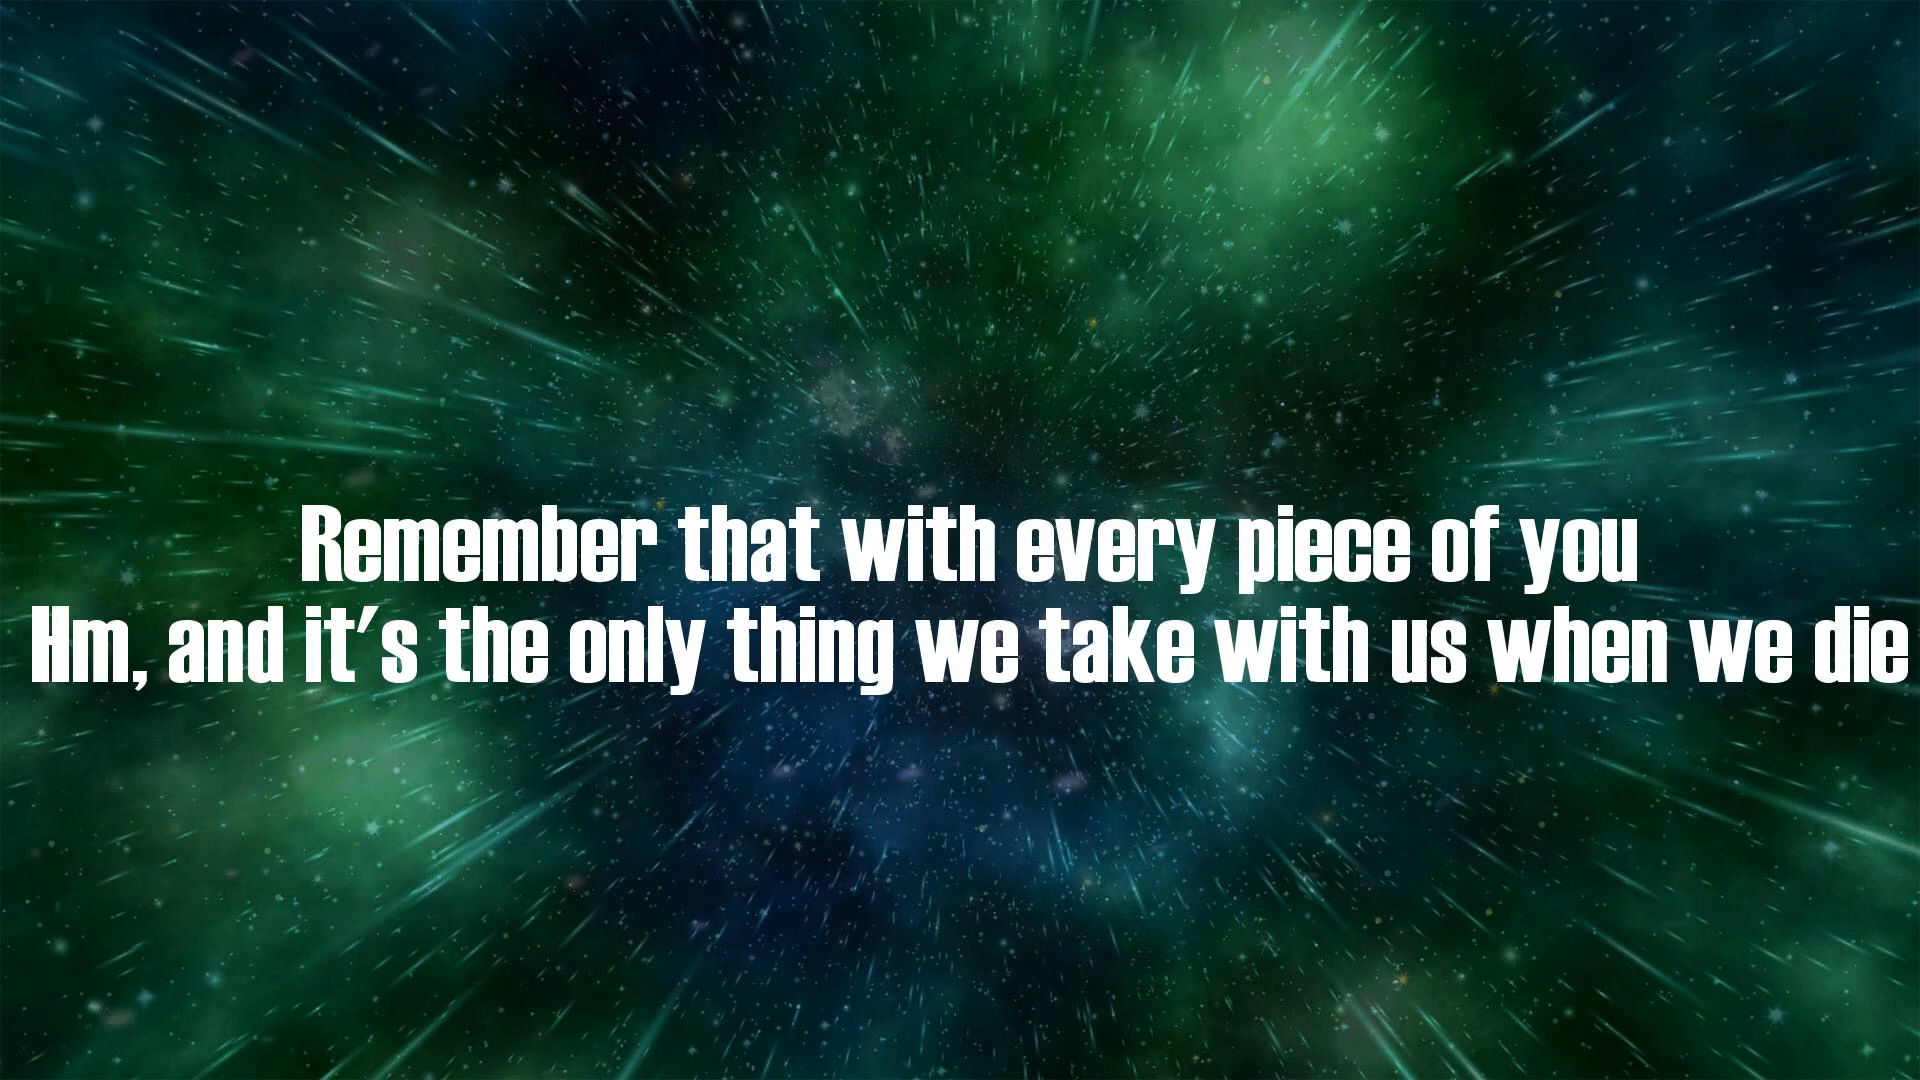 Remember that with every piece of you
Hm, and it's the only thing we take with us when we die